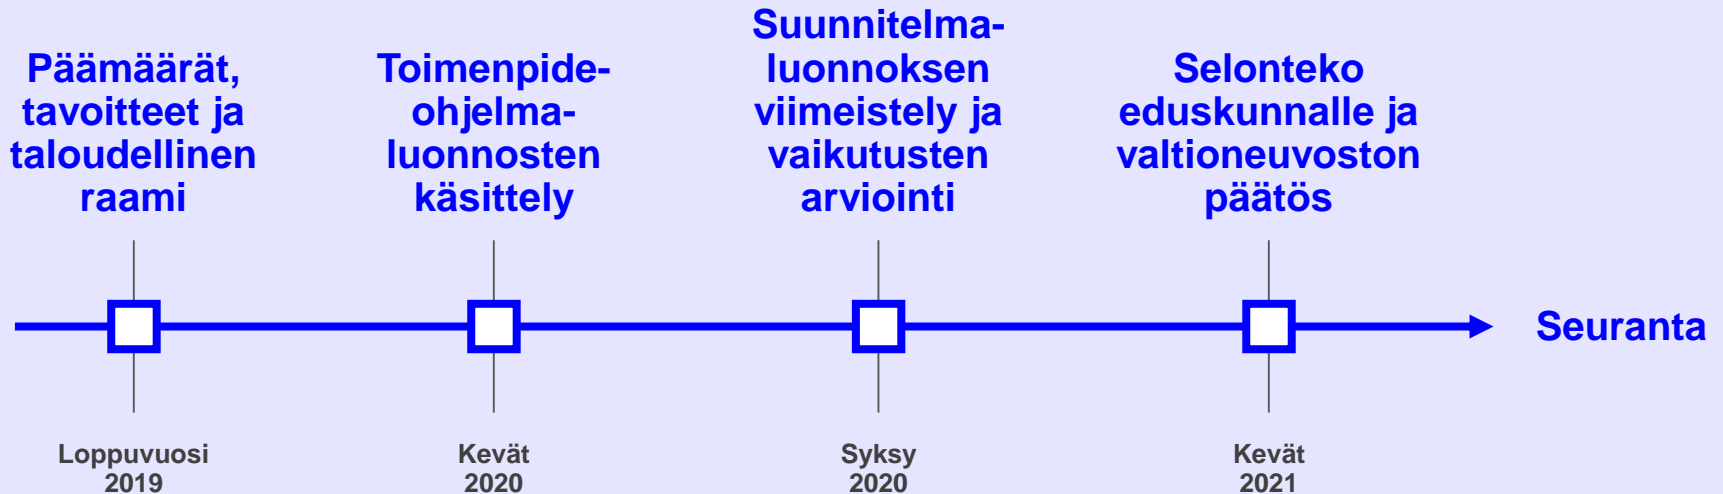 Päämäärät,
tavoitteet ja
taloudellinen
raami
Toimenpide-
ohjelma-
luonnosten
käsittely
Suunnitelma-
luonnoksen
viimeistely ja
vaikutusten
arviointi
Selonteko
eduskunnalle ja
valtioneuvoston
päätös
Seuranta
Loppuvuosi
2019
Kevät
2020
Syksy
2020
Kevät
2021